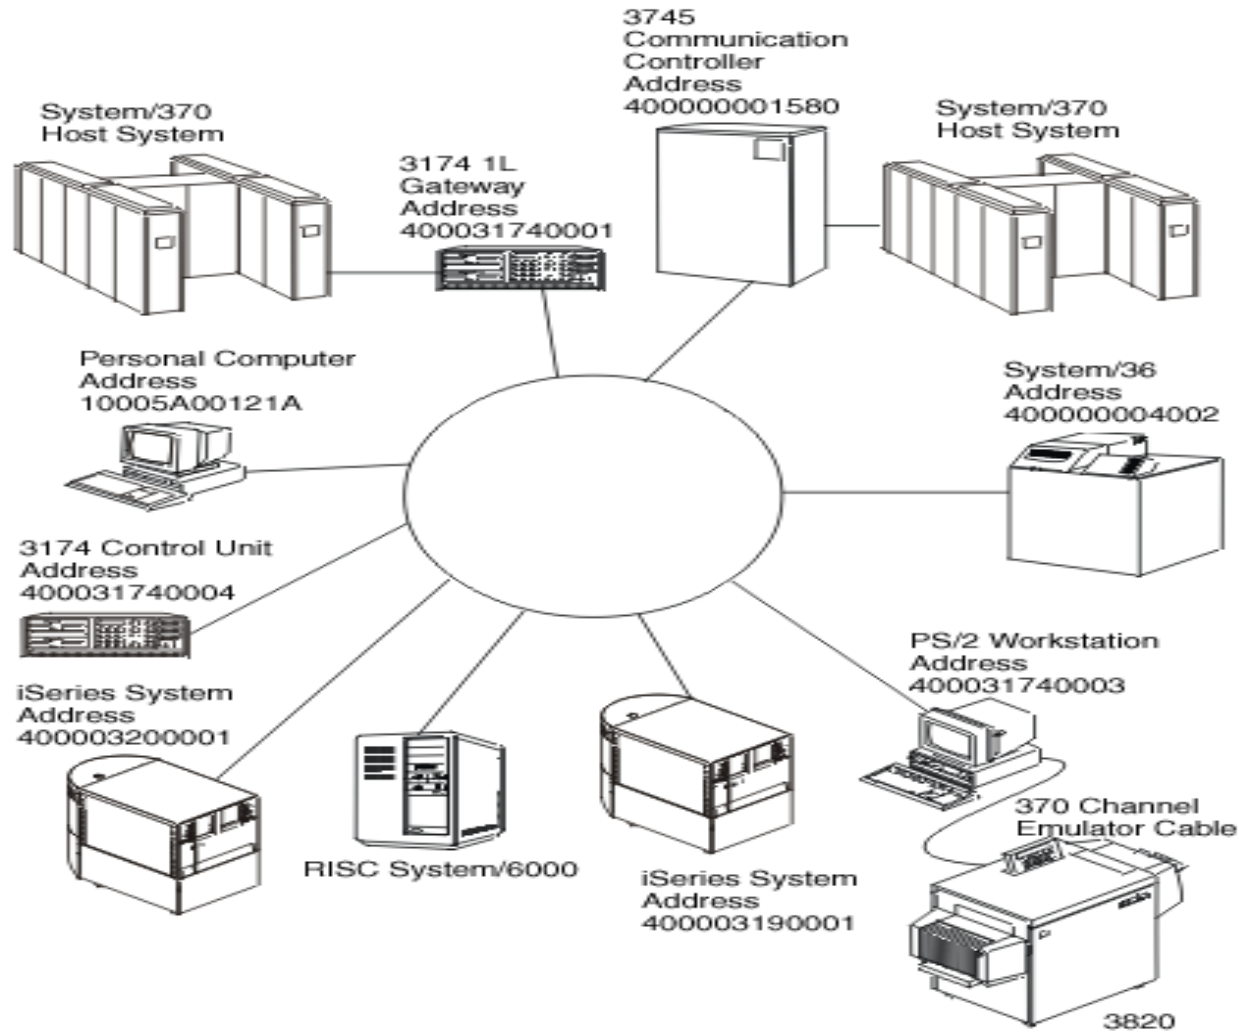 3745
Communication
Controller
Address
400000001580
System/370
Host System
System/370
Host System
3174 1L
Gateway
Address
400031740001
Personal Computer
Address
10005A00121A
System/36
Address
400000004002
3174 Control Unit
Address
400031740004
PS/2 Workstation
Address
400031740003
iSeries System
Address
400003200001
370 Channel
Emulator Cable
RISC System/6000
iSeries System
Address
400003190001
3820